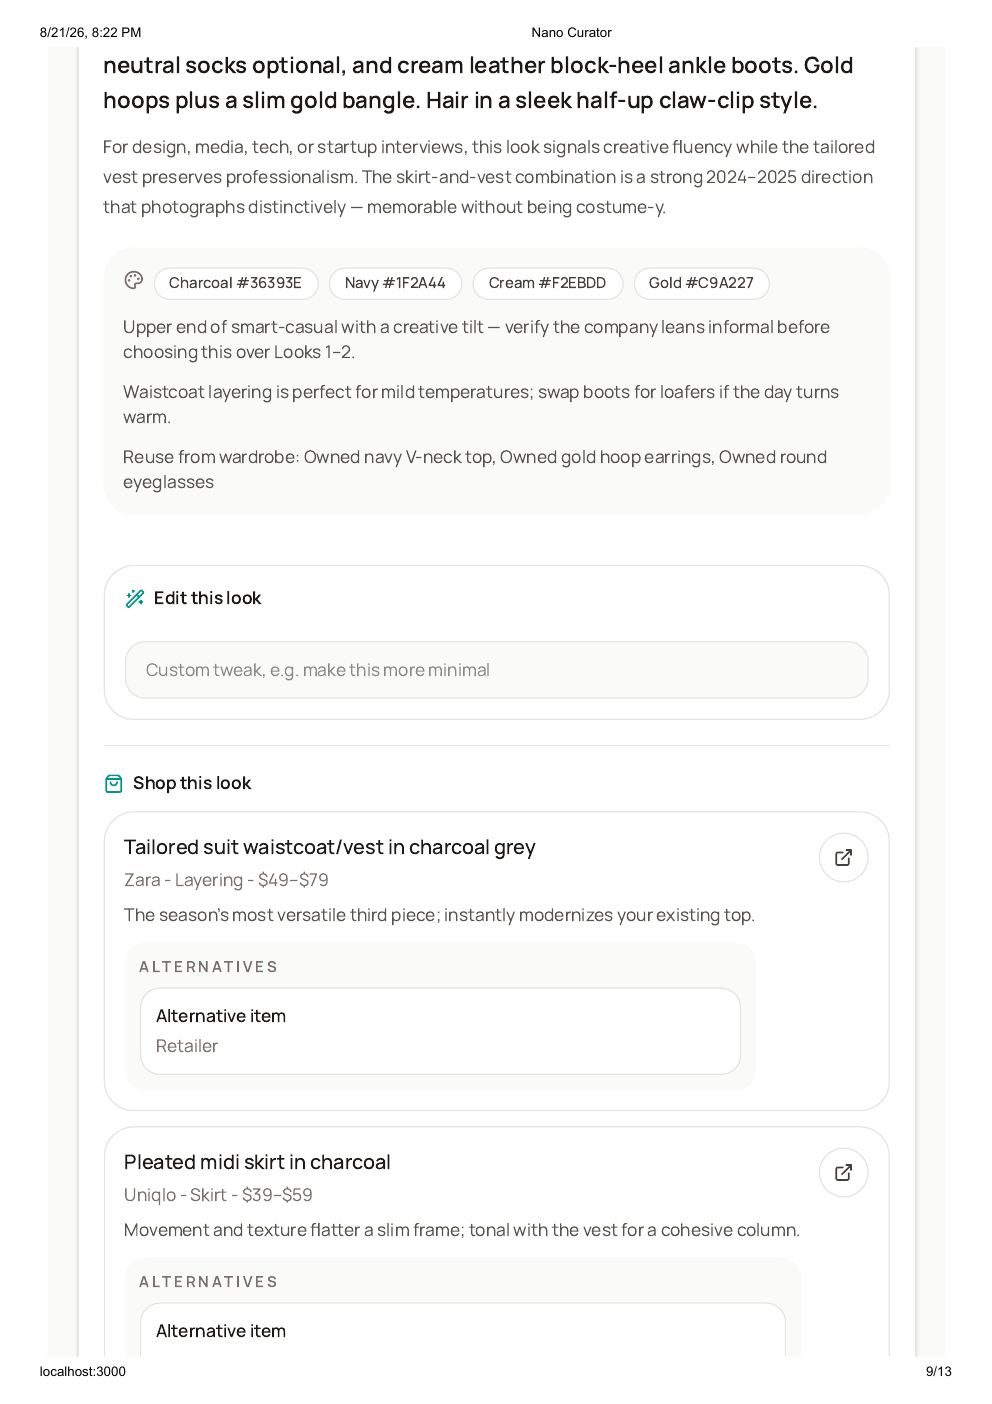 8/21/26, 8:22 PM
Nano Curator
neutral socks optional, and cream leather block-heel ankle boots. Gold
hoops plus a slim gold bangle. Hair in a sleek half-up claw-clip style.
For design, media, tech, or startup interviews, this look signals creative fluency while the tailored
vest preserves professionalism. The skirt-and-vest combination is a strong 2024–2025 direction
that photographs distinctively — memorable without being costume-y.
Charcoal #36393E
Navy #1F2A44
Cream #F2EBDD
Gold #C9A227
Upper end of smart-casual with a creative tilt — verify the company leans informal before
choosing this over Looks 1–2.
Waistcoat layering is perfect for mild temperatures; swap boots for loafers if the day turns
warm.
Reuse from wardrobe: Owned navy V-neck top, Owned gold hoop earrings, Owned round
eyeglasses
Edit this look
Custom tweak, e.g. make this more minimal
Shop this look
Tailored suit waistcoat/vest in charcoal grey
Zara - Layering - $49–$79
The season's most versatile third piece; instantly modernizes your existing top.
ALTERNATIVES
Alternative item
Retailer
Pleated midi skirt in charcoal
Uniqlo - Skirt - $39–$59
Movement and texture flatter a slim frame; tonal with the vest for a cohesive column.
ALTERNATIVES
Alternative item
localhost:3000
9/13